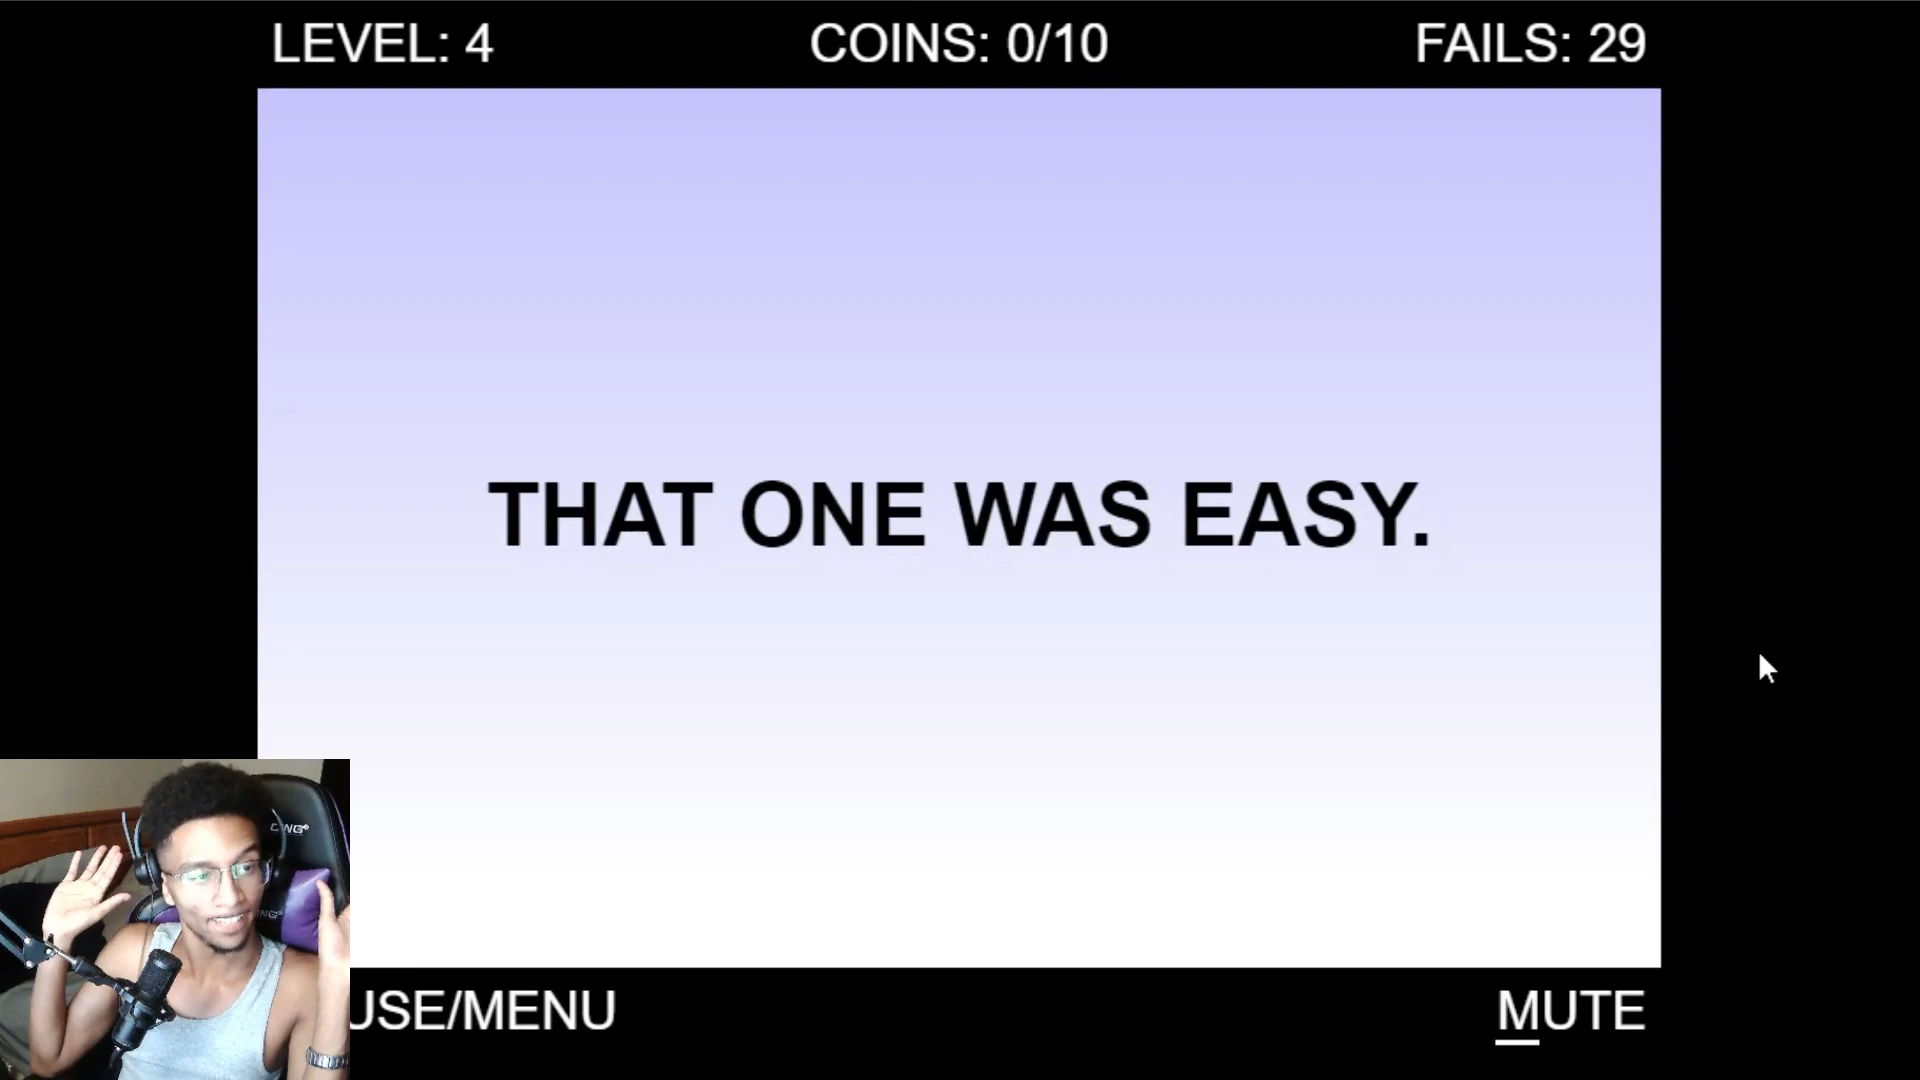 LEVEL: 4
COINS: 0/10
FAILS: 29
THAT ONE WAS EASY.
USE/MENU
MUTE